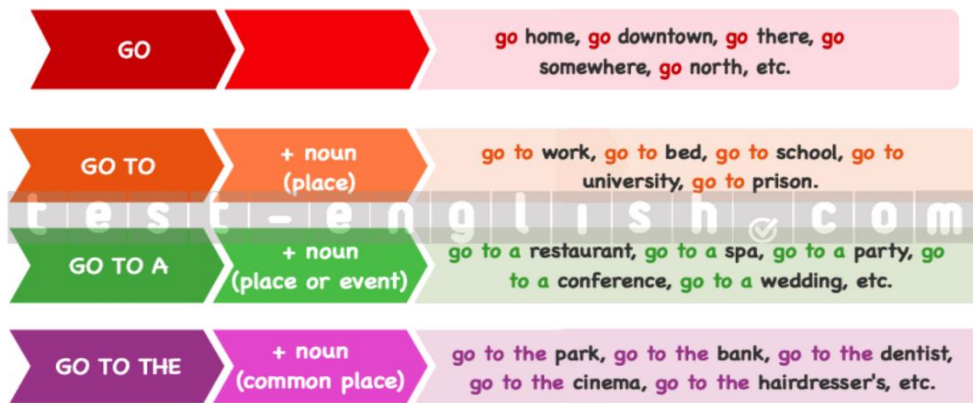 GO
go home, go downtown, go there, go
somewhere, go north, etc.
GO TO
+ noun
(place)
go to work, go to bed, go to school, go to
university, go to prison.
test-english.com
GO TO A
+ noun
(place or event)
go to a restaurant, go to a spa, go to a party, go
to a conference, go to a wedding, etc.
GO TO THE
+ noun
(common place)
go to the park, go to the bank, go to the dentist,
go to the cinema, go to the hairdresser's, etc.